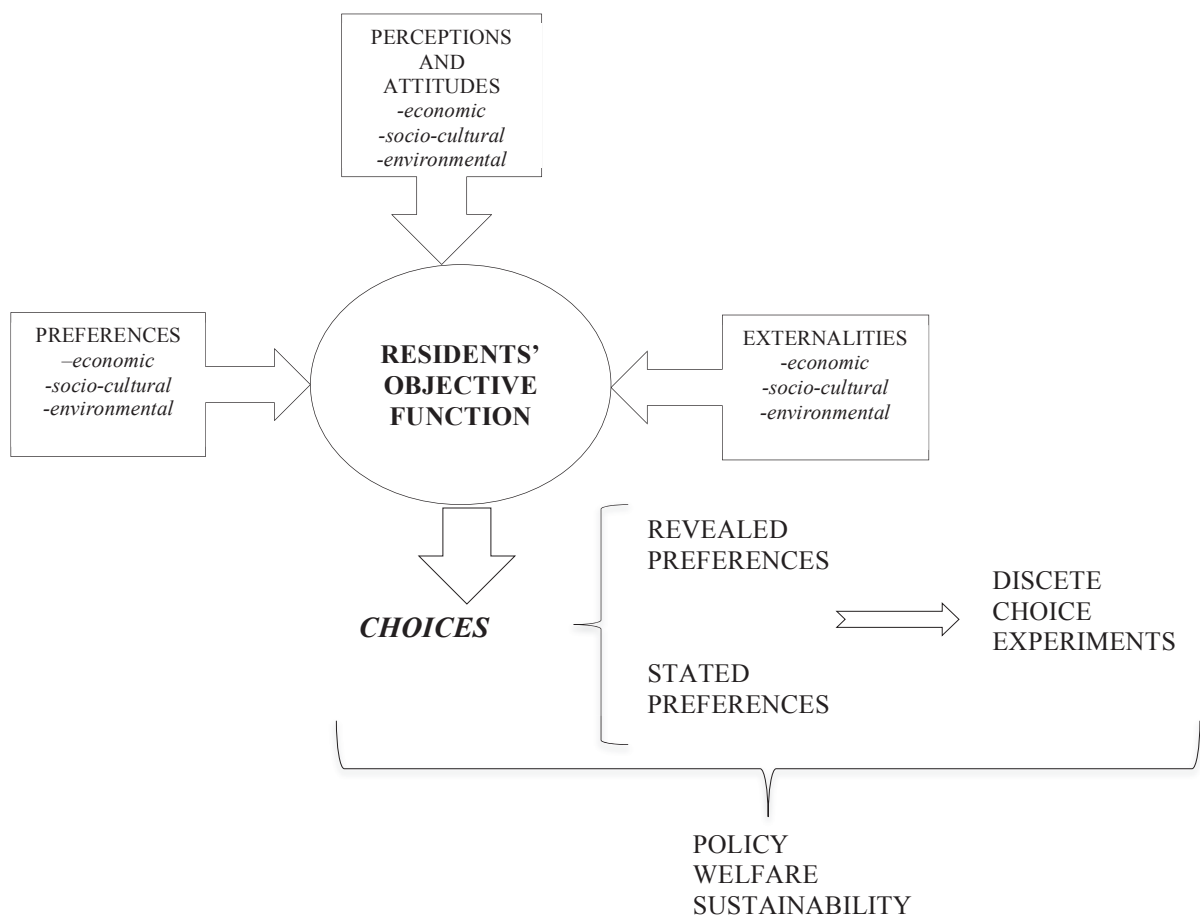 PERCEPTIONS
AND
ATTITUDES
-economic
-socio-cultural
-environmental
PREFERENCES
–economic
-socio-cultural
-environmental
RESIDENTS’
OBJECTIVE
FUNCTION
EXTERNALITIES
-economic
-socio-cultural
-environmental
CHOICES
REVEALED
PREFERENCES
STATED
PREFERENCES
DISCETE
CHOICE
EXPERIMENTS
POLICY
WELFARE
SUSTAINABILITY